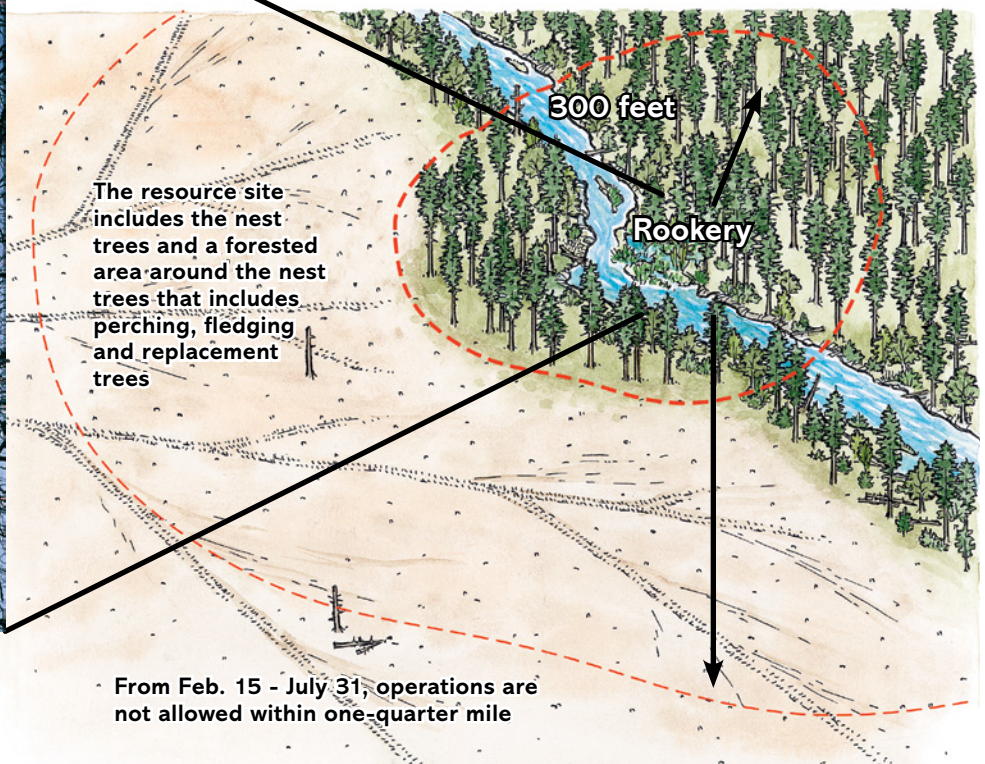 300 feet
Rookery
The resource site
includes the nest
trees and a forested
area around the nest
trees that includes
perching, fledging
and replacement
trees
From Feb. 15 - July 31, operations are
not allowed within one-quarter mile